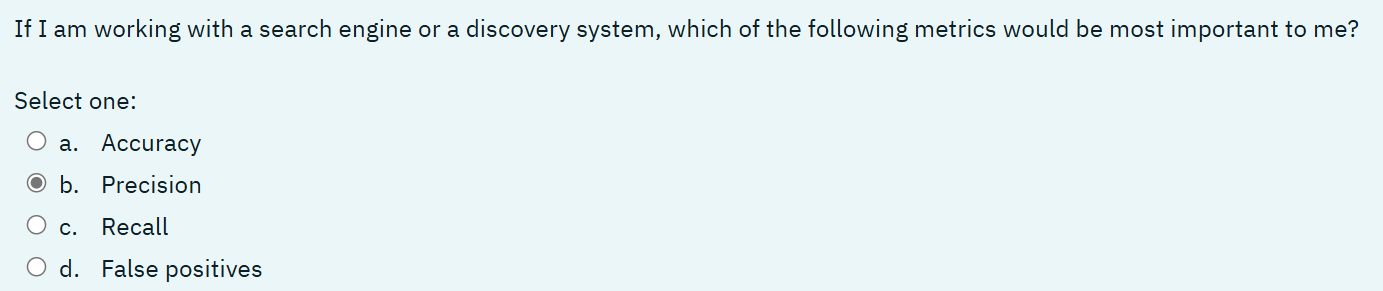 If I am working with a search engine or a discovery system, which of the following metrics would be most important to me?
Select one:
a. Accuracy
b. Precision
c. Recall
d. False positives